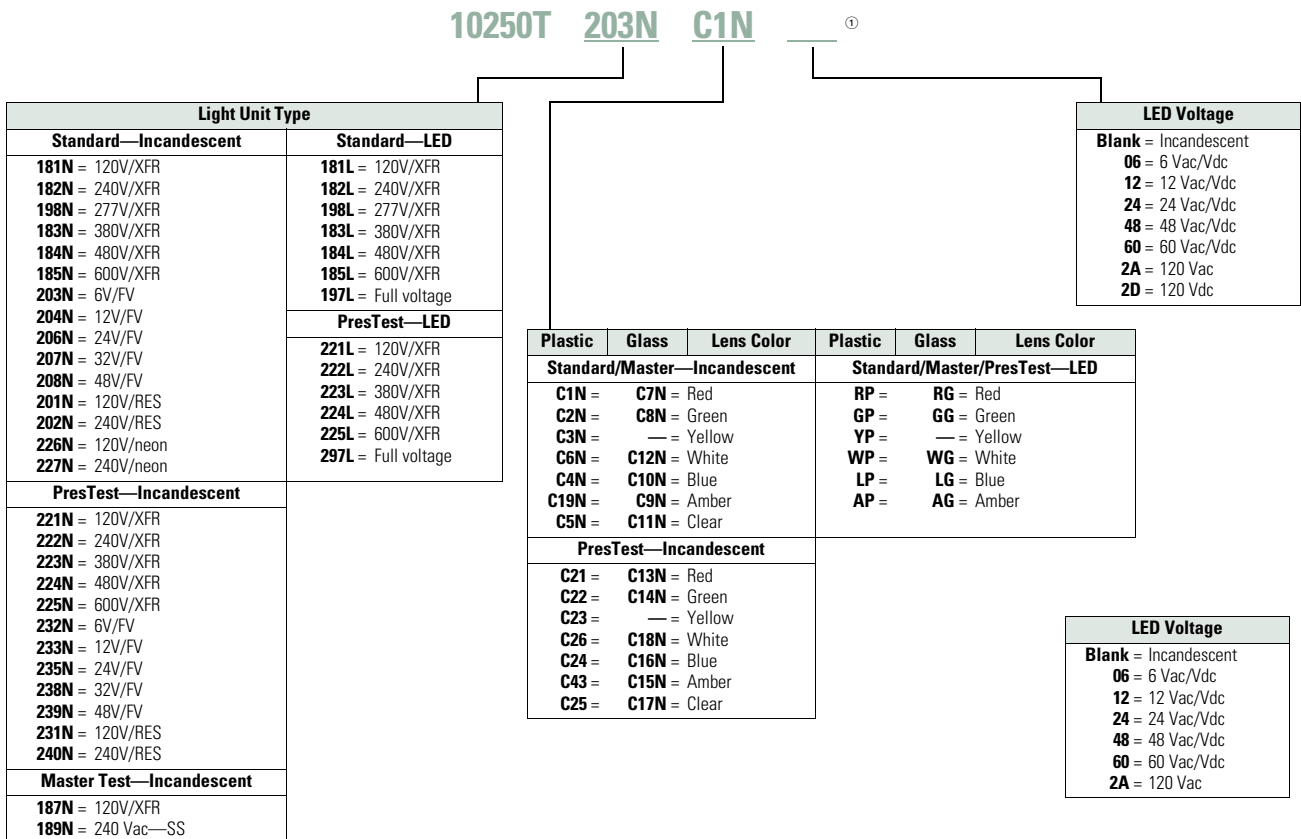 10250T 203N C1N ___ ①
Light Unit Type
Standard—Incandescent
181N = 120V/XFR
182N = 240V/XFR
198N = 277V/XFR
183N = 380V/XFR
184N = 480V/XFR
185N = 600V/XFR
203N = 6V/FV
204N = 12V/FV
206N = 24V/FV
207N = 32V/FV
208N = 48V/FV
201N = 120V/RES
202N = 240V/RES
226N = 120V/neon
227N = 240V/neon
PresTest—Incandescent
221N = 120V/XFR
222N = 240V/XFR
223N = 380V/XFR
224N = 480V/XFR
225N = 600V/XFR
232N = 6V/FV
233N = 12V/FV
235N = 24V/FV
238N = 32V/FV
239N = 48V/FV
231N = 120V/RES
240N = 240V/RES
Master Test—Incandescent
187N = 120V/XFR
189N = 240 Vac—SS
Standard—LED
181L = 120V/XFR
182L = 240V/XFR
198L = 277V/XFR
183L = 380V/XFR
184L = 480V/XFR
185L = 600V/XFR
197L = Full voltage
PresTest—LED
221L = 120V/XFR
222L = 240V/XFR
223L = 380V/XFR
224L = 480V/XFR
225L = 600V/XFR
297L = Full voltage
Plastic Glass Lens Color
Standard/Master—Incandescent
C1N = C7N = Red
C2N = C8N = Green
C3N = — = Yellow
C6N = C12N = White
C4N = C10N = Blue
C19N = C9N = Amber
C5N = C11N = Clear
PresTest—Incandescent
C21 = C13N = Red
C22 = C14N = Green
C23 = — = Yellow
C26 = C18N = White
C24 = C16N = Blue
C43 = C15N = Amber
C25 = C17N = Clear
Plastic Glass Lens Color
Standard/Master/PresTest—LED
RP = RG = Red
GP = GG = Green
YP = — = Yellow
WP = WG = White
LP = LG = Blue
AP = AG = Amber
LED Voltage
Blank = Incandescent
06 = 6 Vac/Vdc
12 = 12 Vac/Vdc
24 = 24 Vac/Vdc
48 = 48 Vac/Vdc
60 = 60 Vac/Vdc
2A = 120 Vac
2D = 120 Vdc
LED Voltage
Blank = Incandescent
06 = 6 Vac/Vdc
12 = 12 Vac/Vdc
24 = 24 Vac/Vdc
48 = 48 Vac/Vdc
60 = 60 Vac/Vdc
2A = 120 Vac